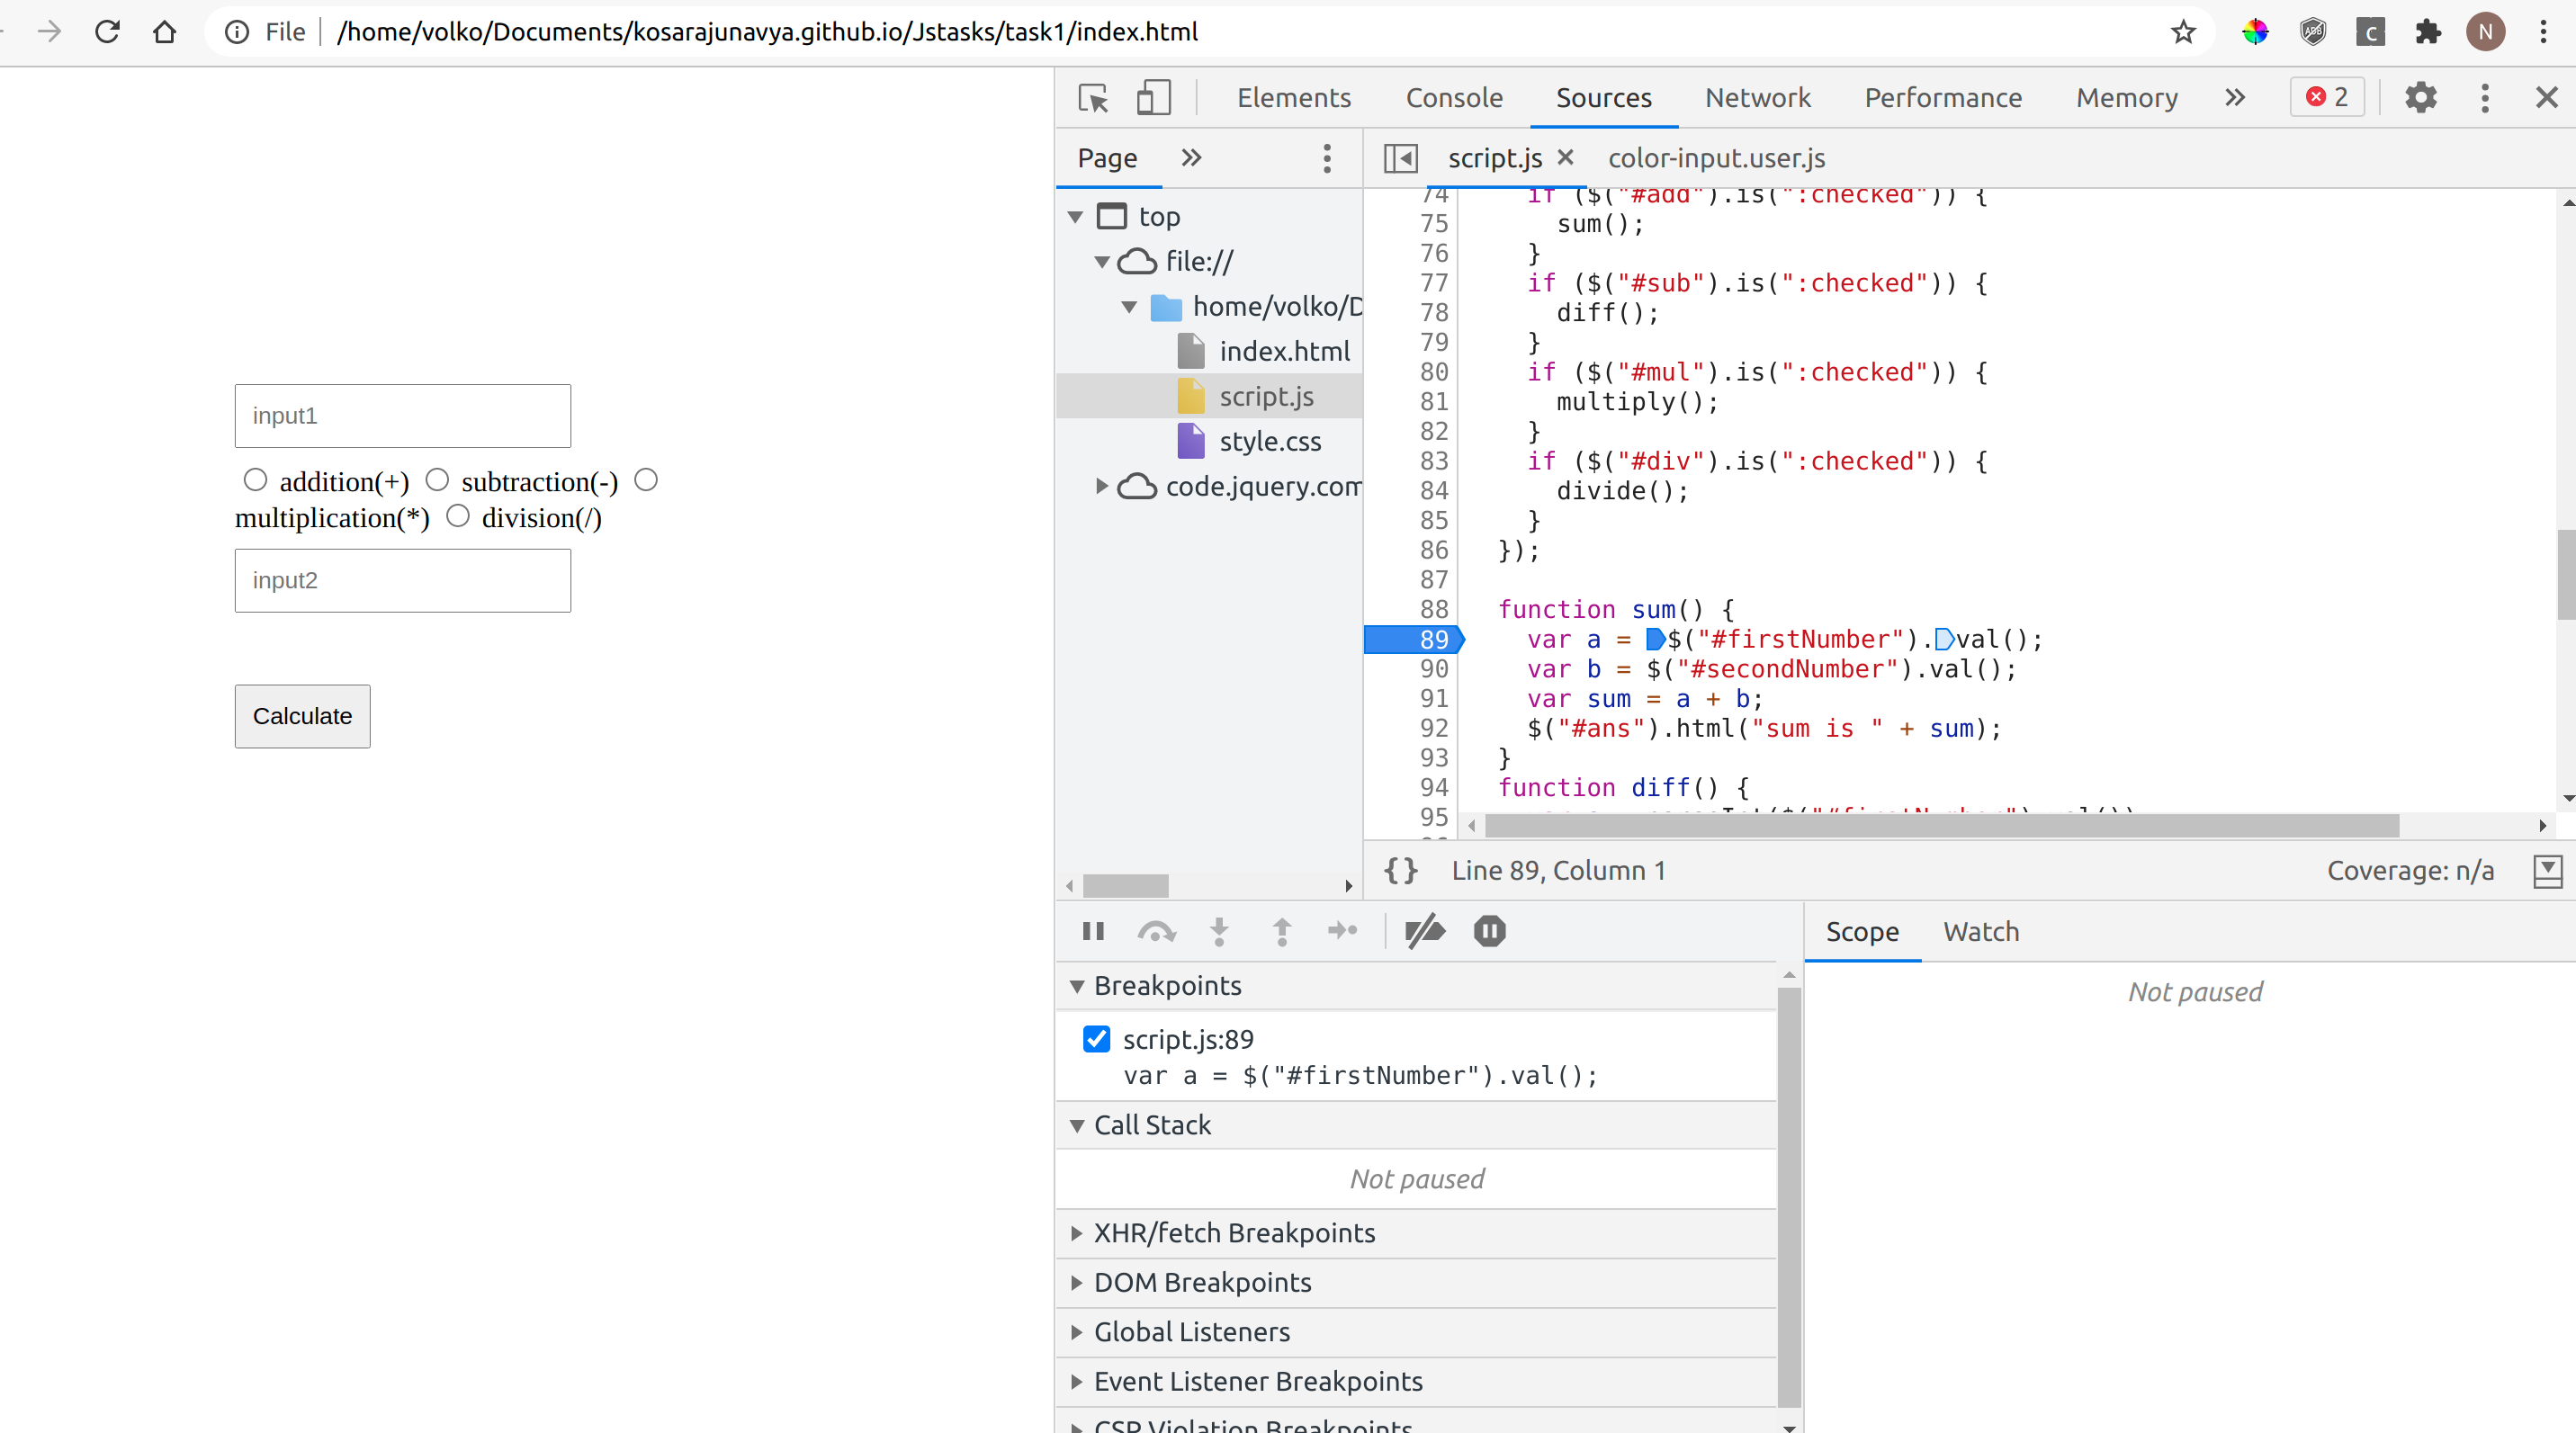 File /home/volko/Documents/kosarajunavya.github.io/Jstasks/task1/index.html
ADB
C
N
Elements Console Sources Network Performance Memory 2
Page
script.js
color-input.user.js
top
file://
home/volko/D
index.html
script.js
style.css
code.jquery.com
74 if ($("#add").is(":checked")) {
75 sum();
76 }
77 if ($("#sub").is(":checked")) {
78 diff();
79 }
80 if ($("#mul").is(":checked")) {
81 multiply();
82 }
83 if ($("#div").is(":checked")) {
84 divide();
85 }
86 });
87
88 function sum() {
89 var a = $("#firstNumber").val();
90 var b = $("#secondNumber").val();
91 var sum = a + b;
92 $("#ans").html("sum is " + sum);
93 }
94 function diff() {
95
{} Line 89, Column 1
Coverage: n/a
input1
addition(+) subtraction(-)
multiplication(*) division(/)
input2
Calculate
Breakpoints
script.js:89
var a = $("#firstNumber").val();
Call Stack
Not paused
XHR/fetch Breakpoints
DOM Breakpoints
Global Listeners
Event Listener Breakpoints
CSP Violation Breakpoints
Scope Watch
Not paused